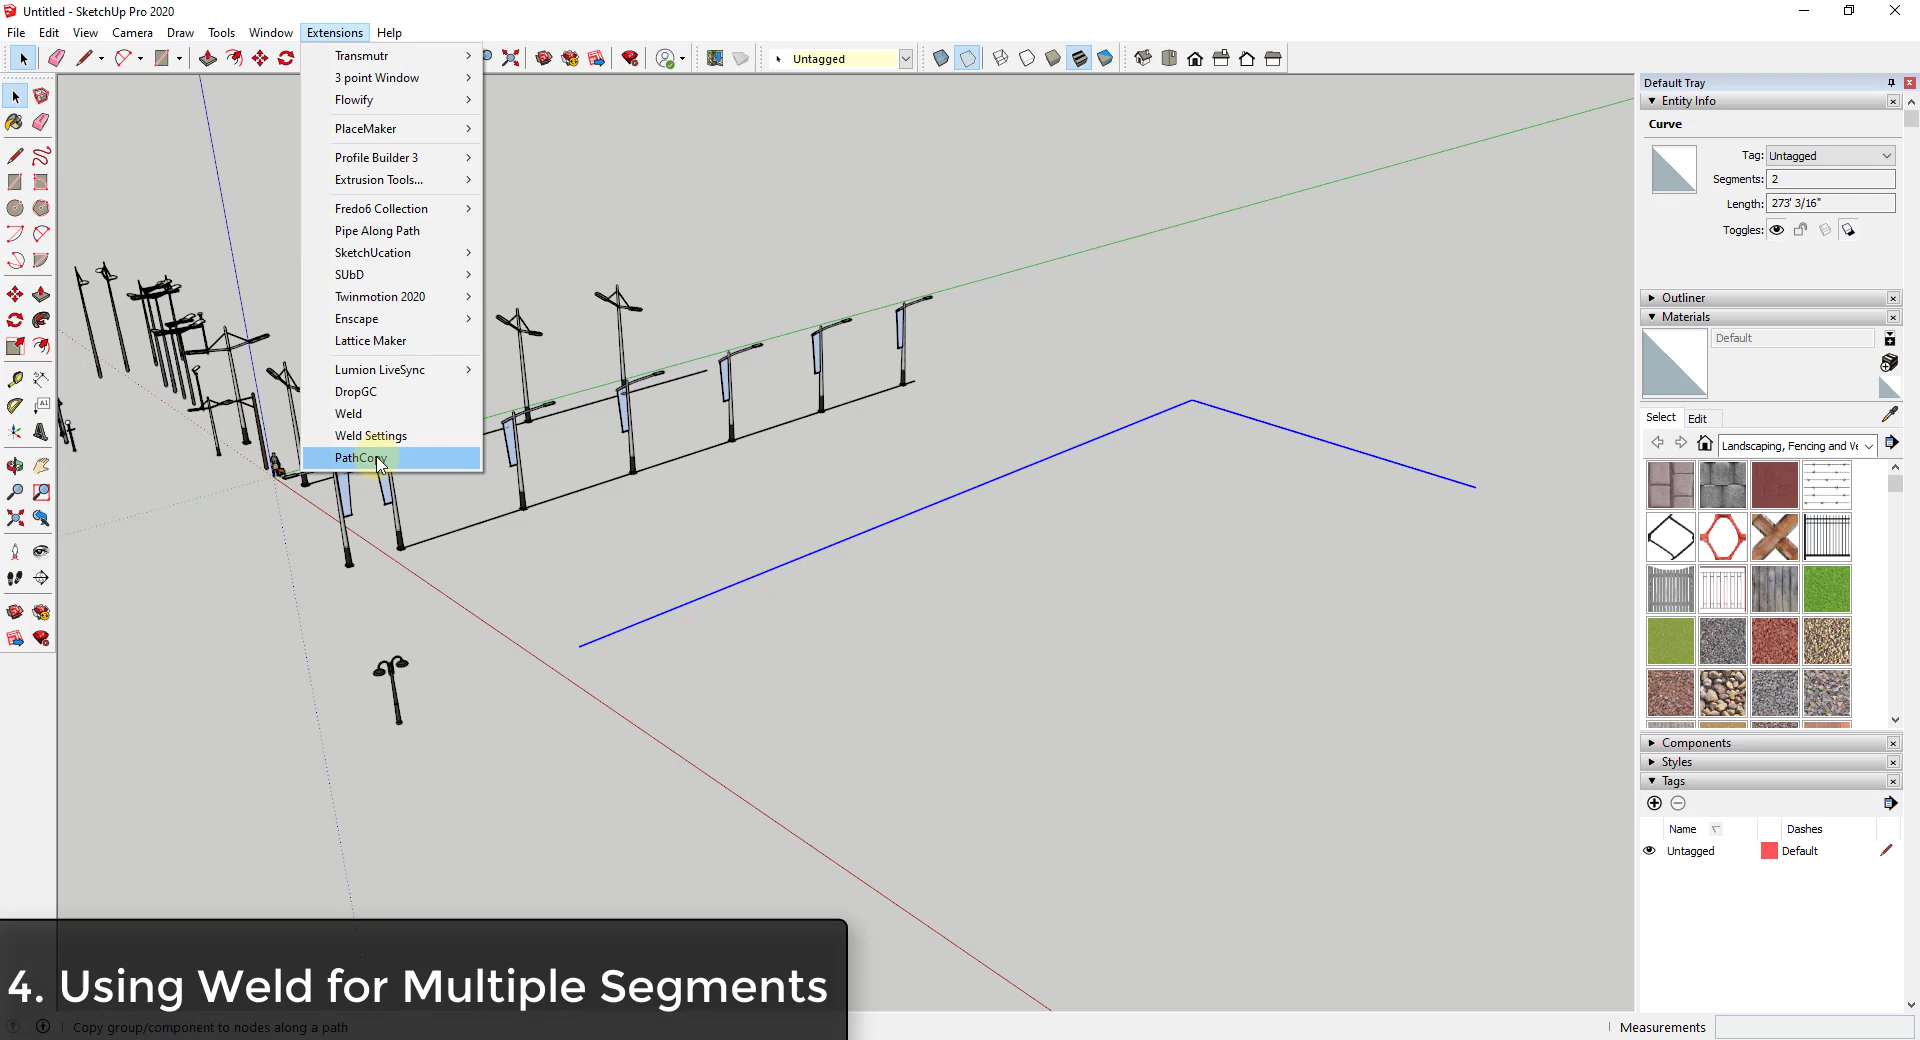 Untitled - SketchUp Pro 2020
File Edit View Camera Draw Tools Window Extensions Help
Untagged
Transmutr
3 point Window
Flowify
PlaceMaker
Profile Builder 3
Extrusion Tools...
Fredo6 Collection
Pipe Along Path
SketchUcation
SUbD
Twinmotion 2020
Enscape
Lattice Maker
Lumion LiveSync
DropGC
Weld
Weld Settings
PathCopy
Default Tray
Entity Info
Curve
Tag: Untagged
Segments: 2
Length: 273' 3/16"
Toggles:
Outliner
Materials
Default
Select Edit
Landscaping, Fencing and Ve
Components
Styles
Tags
Name Dashes
Untagged Default
4. Using Weld for Multiple Segments
Copy group/component to nodes along a path
Measurements